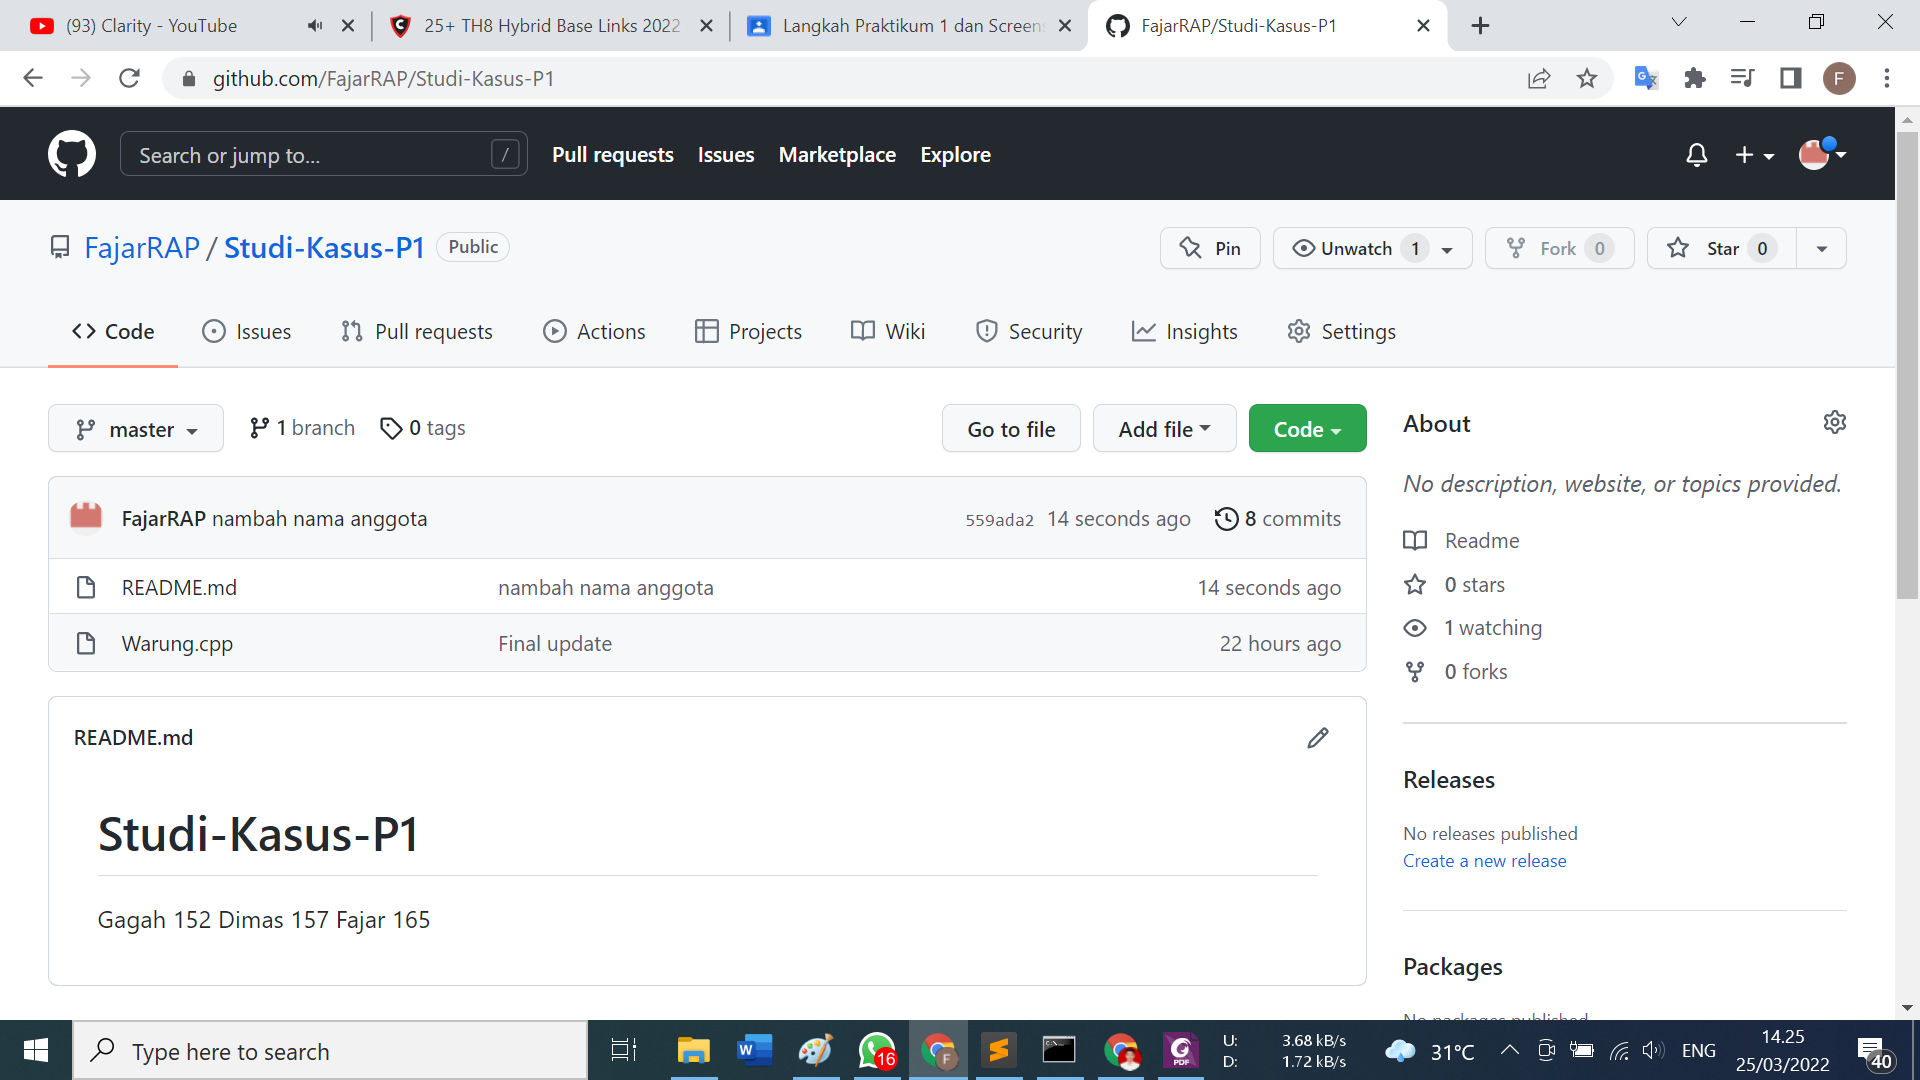 (93) Clarity - YouTube
25+ TH8 Hybrid Base Links 2022
Langkah Praktikum 1 dan Screens
FajarRAP/Studi-Kasus-P1
github.com/FajarRAP/Studi-Kasus-P1
F
Search or jump to...
/
Pull requests
Issues
Marketplace
Explore
FajarRAP / Studi-Kasus-P1
Public
Pin
Unwatch 1
Fork 0
Star 0
Code
Issues
Pull requests
Actions
Projects
Wiki
Security
Insights
Settings
master
1 branch
0 tags
Go to file
Add file
Code
FajarRAP nambah nama anggota
559ada2 14 seconds ago
8 commits
README.md
nambah nama anggota
14 seconds ago
Warung.cpp
Final update
22 hours ago
README.md
Studi-Kasus-P1
Gagah 152 Dimas 157 Fajar 165
About
No description, website, or topics provided.
Readme
0 stars
1 watching
0 forks
Releases
No releases published
Create a new release
Packages
No packages published
Type here to search
16
F
PDF
U: 3.68 kB/s
D: 1.72 kB/s
31°C
ENG
14.25
25/03/2022
40